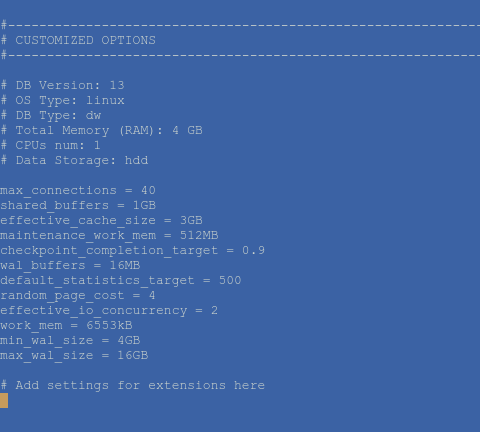 #---------------------------------------------------------------
# CUSTOMIZED OPTIONS
#---------------------------------------------------------------
# DB Version: 13
# OS Type: linux
# DB Type: dw
# Total Memory (RAM): 4 GB
# CPUs num: 1
# Data Storage: hdd
max_connections = 40
shared_buffers = 1GB
effective_cache_size = 3GB
maintenance_work_mem = 512MB
checkpoint_completion_target = 0.9
wal_buffers = 16MB
default_statistics_target = 500
random_page_cost = 4
effective_io_concurrency = 2
work_mem = 6553kB
min_wal_size = 4GB
max_wal_size = 16GB
# Add settings for extensions here